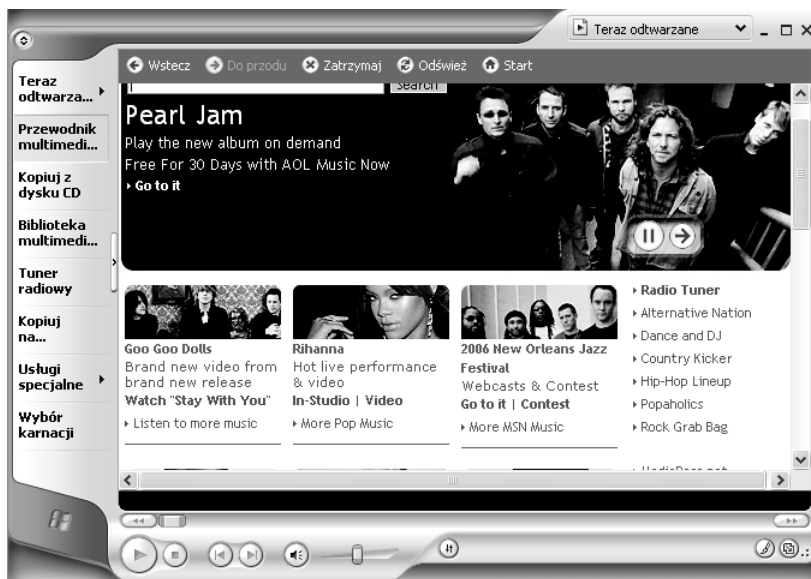 Teraz odtwarzane
Wstecz Do przodu Zatrzymaj Odśwież Start
Teraz
odtwarza...
Przewodnik
multimedi...
Kopiuj z
dysku CD
Biblioteka
multimedi...
Tuner
radiowy
Kopiuj
na...
Usługi
specjalne
Wybór
karnacji
Search
Pearl Jam
Play the new album on demand
Free For 30 Days with AOL Music Now
Go to it
Goo Goo Dolls
Brand new video from
brand new release
Watch "Stay With You"
Listen to more music
Rihanna
Hot live performance
& video
In-Studio | Video
More Pop Music
2006 New Orleans Jazz
Festival
Webcasts & Contest
Go to it | Contest
More MSN Music
Radio Tuner
Alternative Nation
Dance and DJ
Country Kicker
Hip-Hop Lineup
Popaholics
Rock Grab Bag